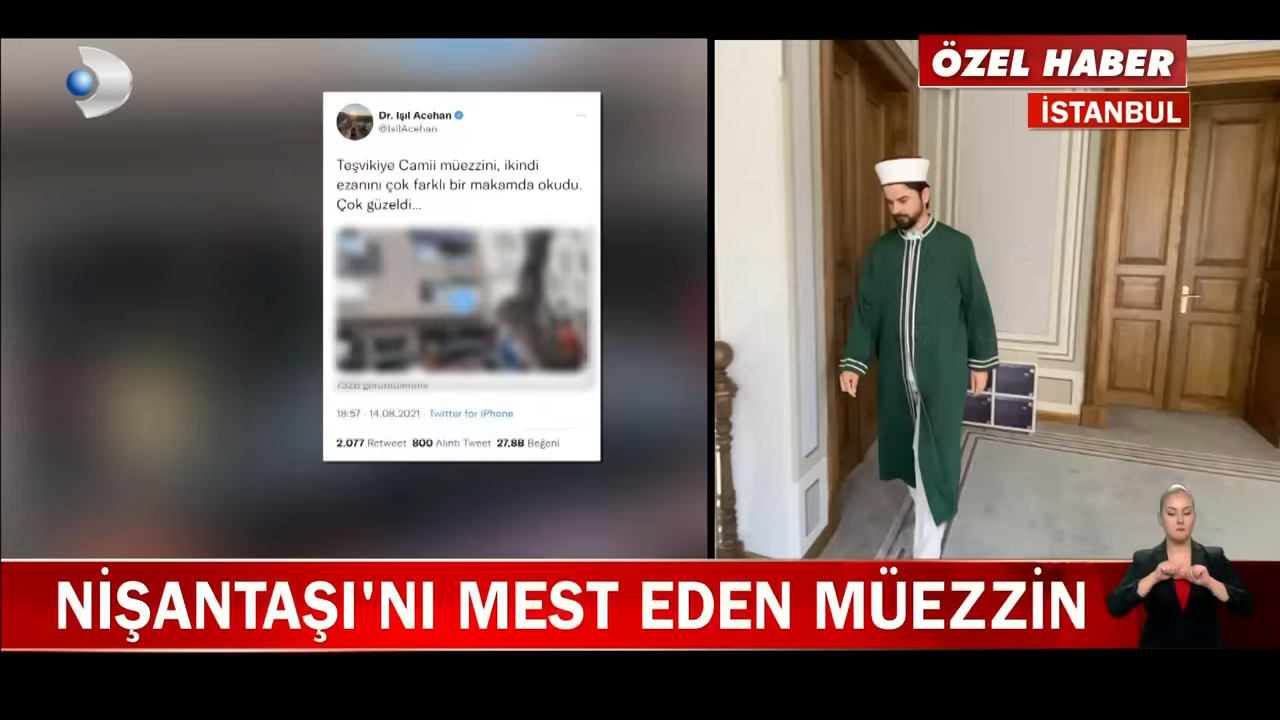 ÖZEL HABER
İSTANBUL
Dr. Işıl Acehan
@IsilAcehan
Teşvikiye Camii müezzini, ikindi
ezanını çok farklı bir makamda okudu.
Çok güzeldi...
görüntülenme
18:57 · 14.08.2021 · Twitter for iPhone
2.077 Retweet 800 Alıntı Tweet 27,8B Beğeni
NİŞANTAŞI'NI MEST EDEN MÜEZZİN